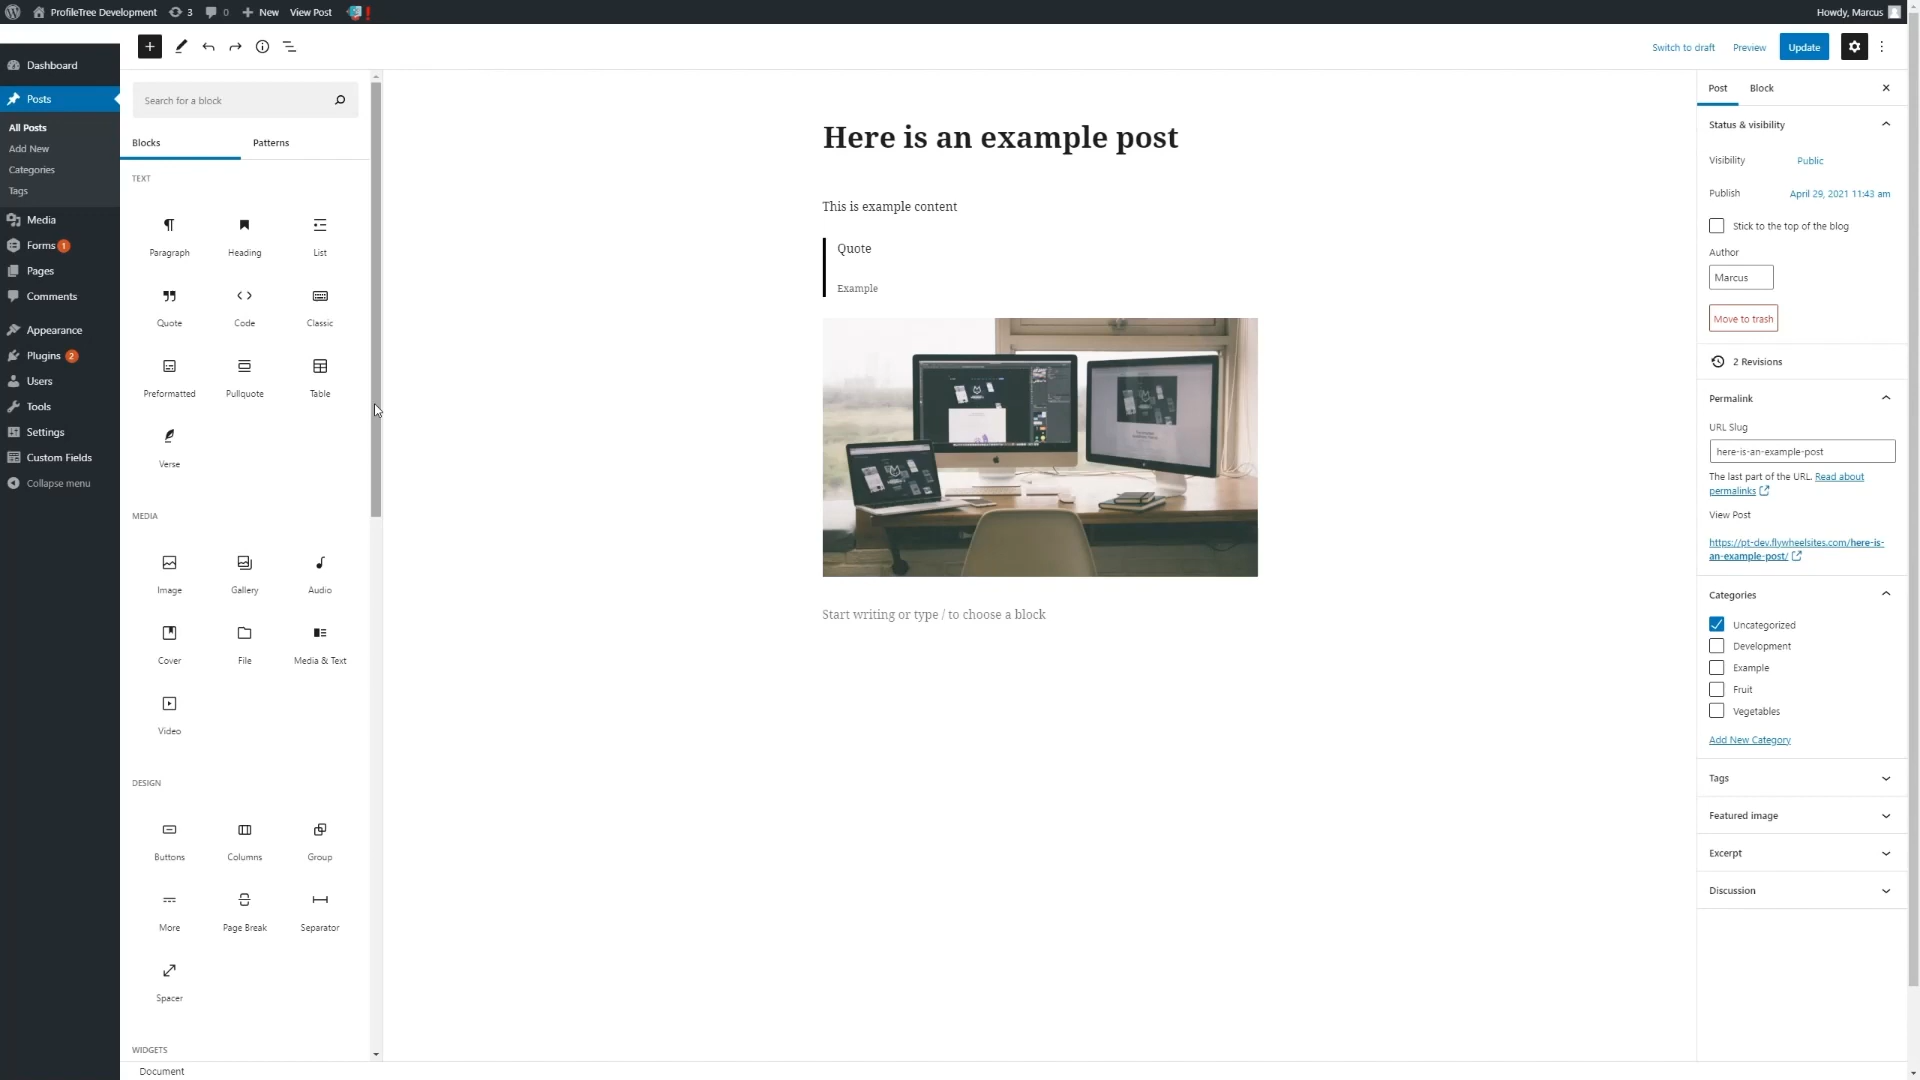 ProfileTree Development 3 0 New View Post ! Howdy, Marcus
Switch to draft Preview Update
Dashboard
Posts
All Posts
Add New
Categories
Tags
Media
Forms 1
Pages
Comments
Appearance
Plugins 2
Users
Tools
Settings
Custom Fields
Collapse menu
Search for a block
Blocks Patterns
TEXT
Paragraph Heading List
Quote Code Classic
Preformatted Pullquote Table
Verse
MEDIA
Image Gallery Audio
Cover File Media & Text
Video
DESIGN
Buttons Columns Group
More Page Break Separator
Spacer
WIDGETS
Document
Here is an example post
This is example content
Quote
Example
Start writing or type / to choose a block
Post Block
Status & visibility
Visibility Public
Publish April 29, 2021 11:43 am
Stick to the top of the blog
Author
Marcus
Move to trash
2 Revisions
Permalink
URL Slug
here-is-an-example-post
The last part of the URL. Read about
permalinks
View Post
https://pt-dev.flywheelsites.com/here-is-
an-example-post/
Categories
Uncategorized
Development
Example
Fruit
Vegetables
Add New Category
Tags
Featured image
Excerpt
Discussion